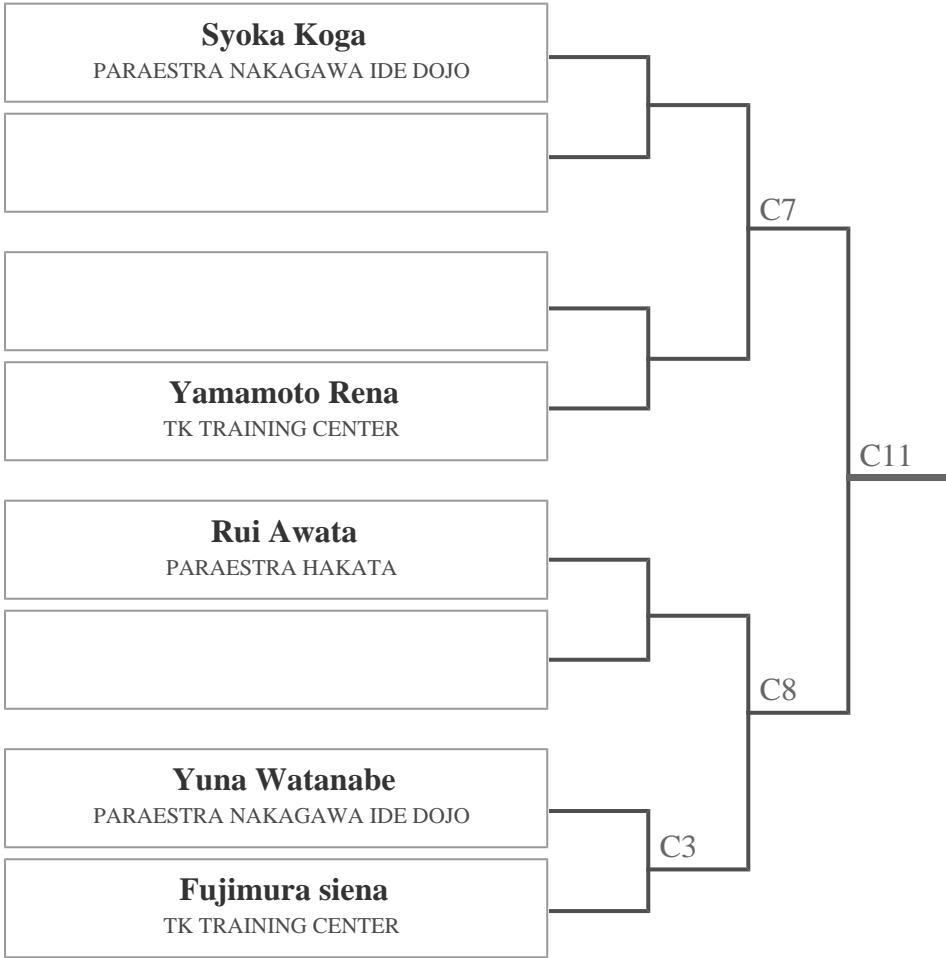 Syoka Koga
PARAESTRA NAKAGAWA IDE DOJO
C7
Yamamoto Rena
TK TRAINING CENTER
C11
Rui Awata
PARAESTRA HAKATA
C8
Yuna Watanabe
PARAESTRA NAKAGAWA IDE DOJO
C3
Fujimura siena
TK TRAINING CENTER